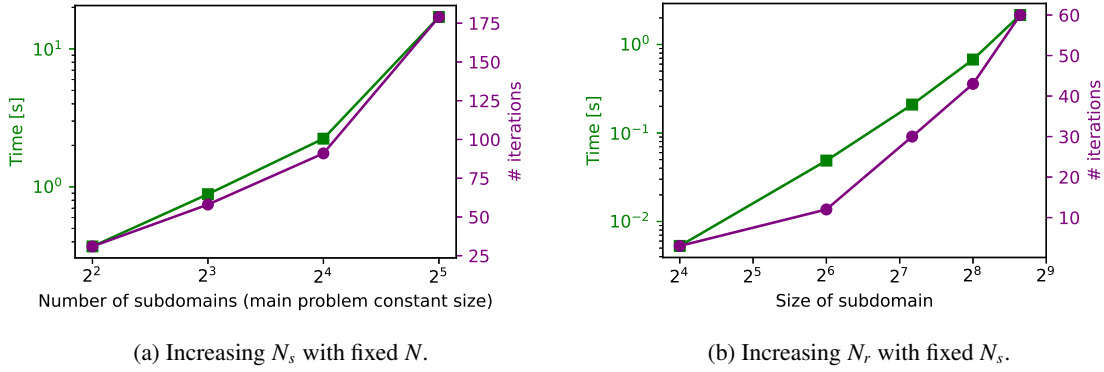 Time [s]
10¹
10⁰
175
150
125
100
75
50
25
# iterations
2² 2³ 2⁴ 2⁵
Number of subdomains (main problem constant size)
(a) Increasing Nₛ with fixed N.
Time [s]
10⁰
10⁻¹
10⁻²
60
50
40
30
20
10
# iterations
2⁴ 2⁵ 2⁶ 2⁷ 2⁸ 2⁹
Size of subdomain
(b) Increasing Nᵣ with fixed Nₛ.